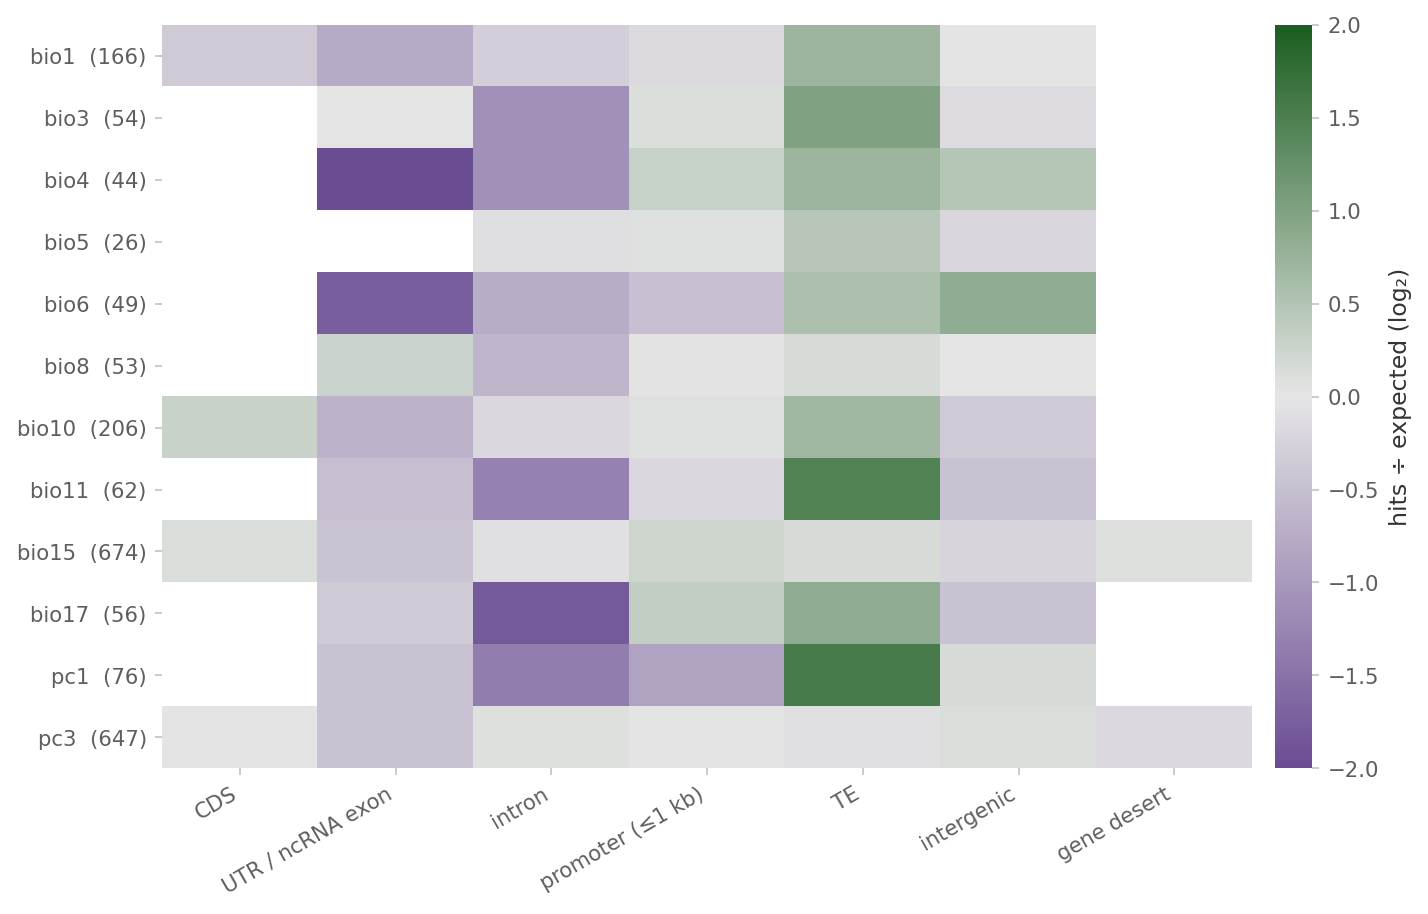 bio1 (166)
bio3 (54)
bio4 (44)
bio5 (26)
bio6 (49)
bio8 (53)
bio10 (206)
bio11 (62)
bio15 (674)
bio17 (56)
pc1 (76)
pc3 (647)
CDS
UTR / ncRNA exon
intron
promoter (≤1 kb)
TE
intergenic
gene desert
2.0
1.5
1.0
0.5
0.0
−0.5
−1.0
−1.5
−2.0
hits ÷ expected (log₂)